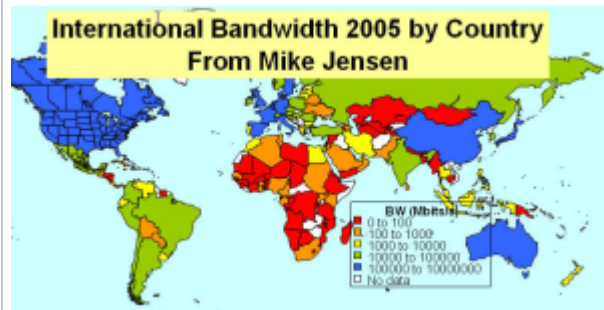 International Bandwidth 2005 by Country
From Mike Jensen
BW (Mbits/s)
0 to 100
100 to 1000
1000 to 10000
10000 to 100000
100000 to 10000000
No data